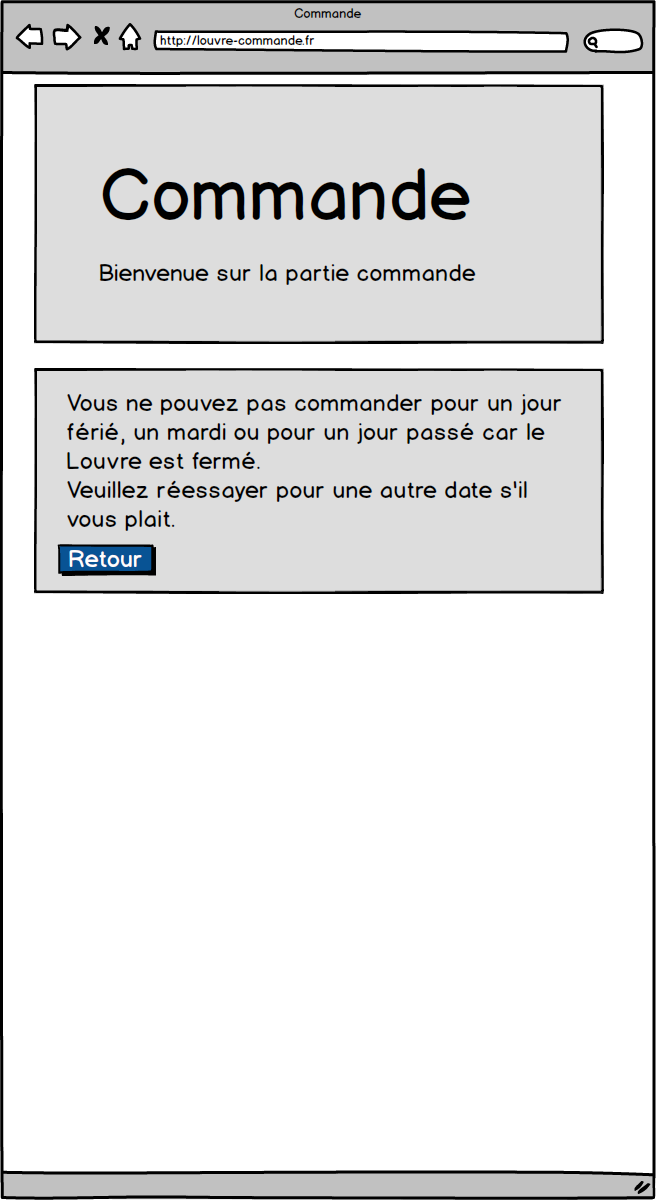 Commande
http://louvre-commande.fr
Commande
Bienvenue sur la partie commande
Vous ne pouvez pas commander pour un jour
férié, un mardi ou pour un jour passé car le
Louvre est fermé.
Veuillez réessayer pour une autre date s'il
vous plait.
Retour